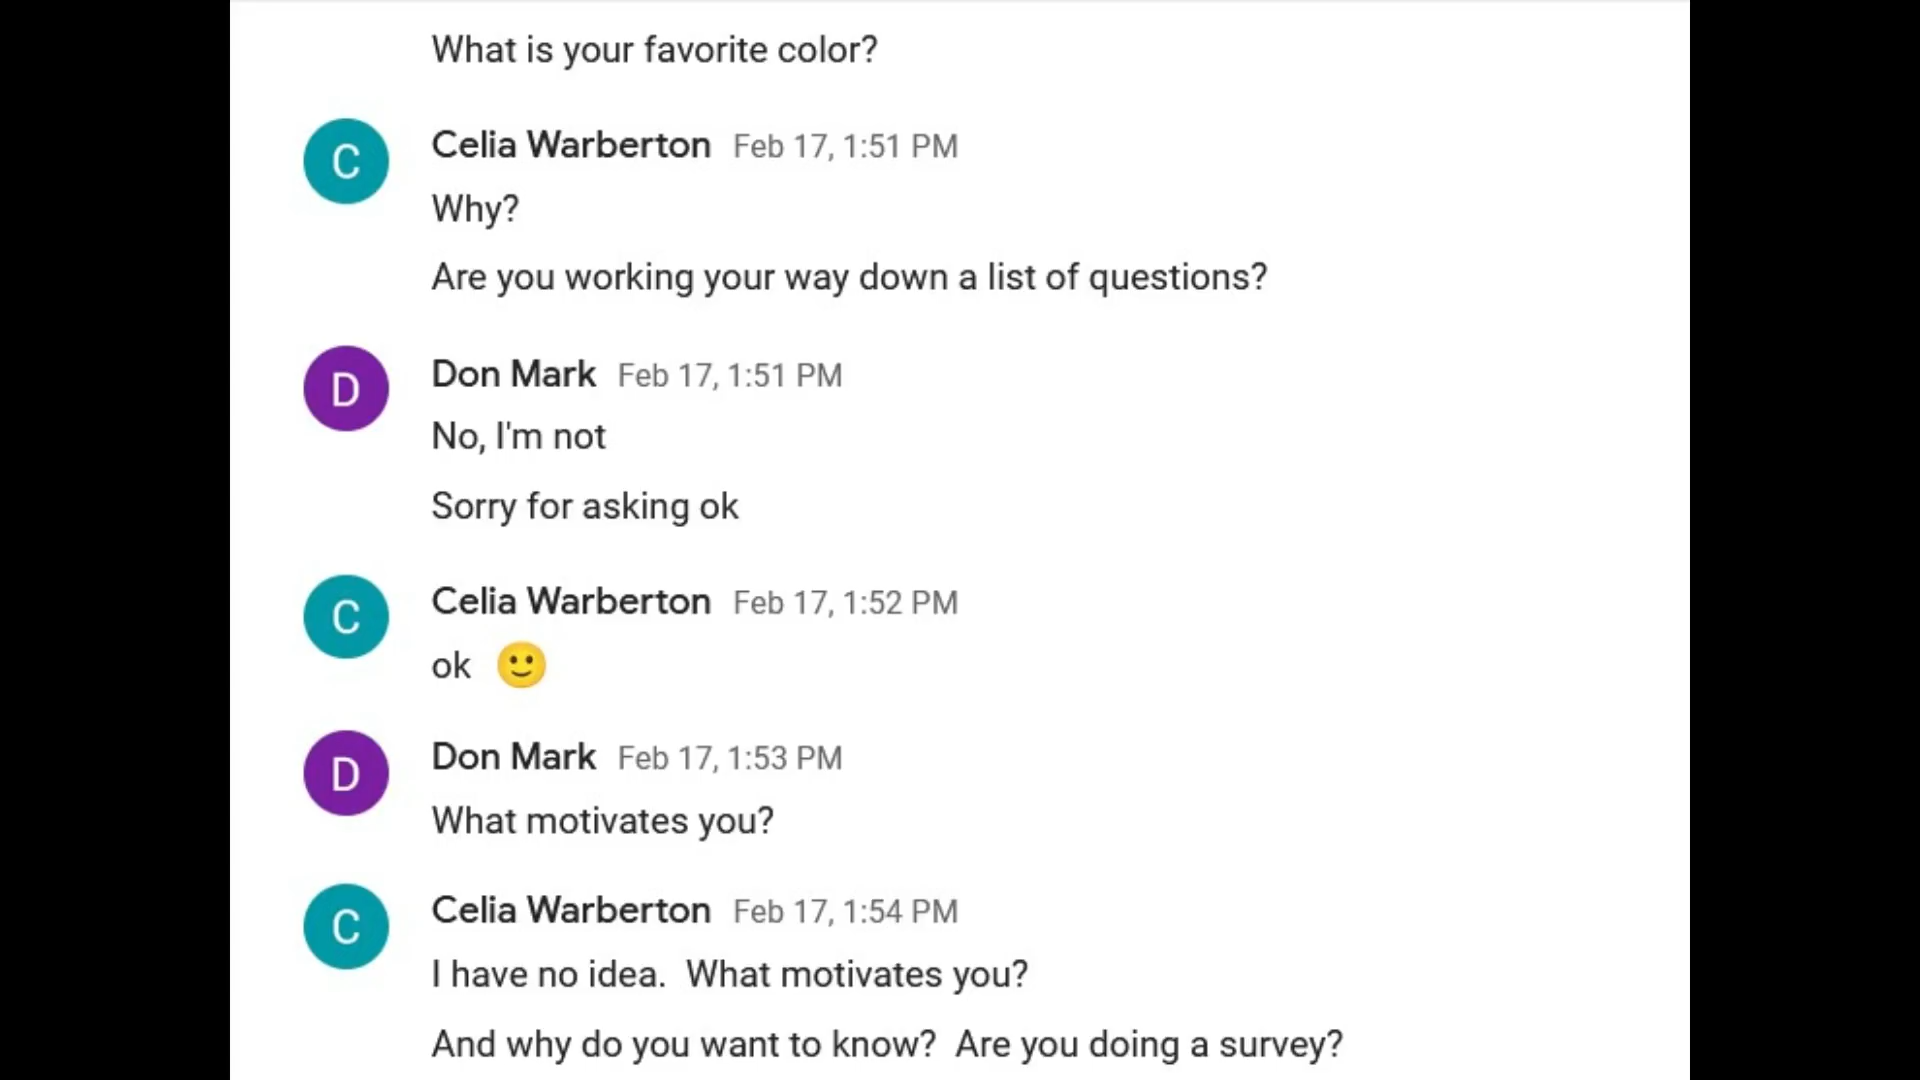 What is your favorite color?
C
Celia Warberton Feb 17, 1:51 PM
Why?
Are you working your way down a list of questions?
D
Don Mark Feb 17, 1:51 PM
No, I'm not
Sorry for asking ok
C
Celia Warberton Feb 17, 1:52 PM
ok 🙂
D
Don Mark Feb 17, 1:53 PM
What motivates you?
C
Celia Warberton Feb 17, 1:54 PM
I have no idea.  What motivates you?
And why do you want to know?  Are you doing a survey?